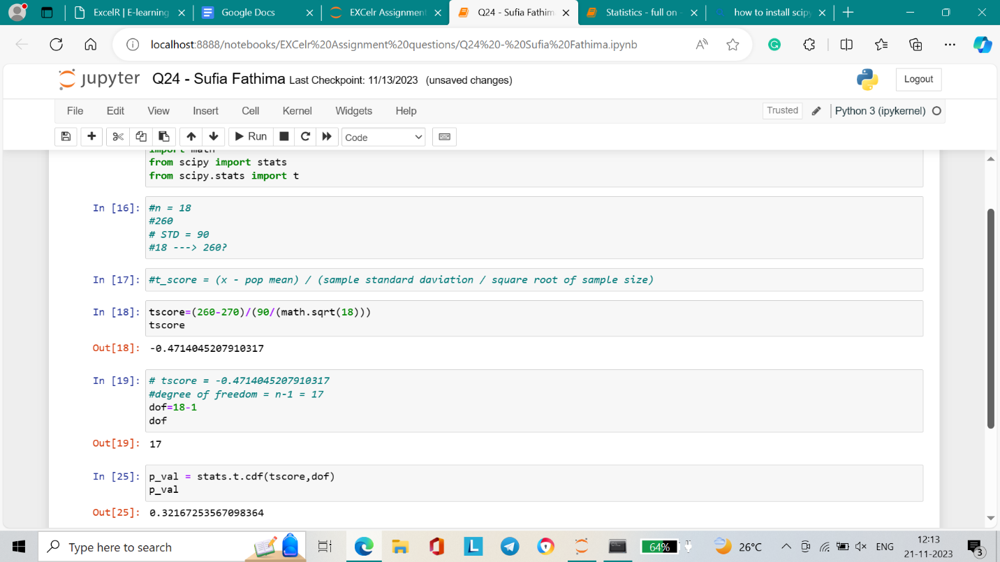 ExcelR | E-learning
Google Docs
EXCelr Assignment
Q24 - Sufia Fathim
Statistics - full on -
how to install scipy
localhost:8888/notebooks/EXCelr%20Assignment%20questions/Q24%20-%20Sufia%20Fathima.ipynb
jupyter Q24 - Sufia Fathima Last Checkpoint: 11/13/2023 (unsaved changes)
Logout
File Edit View Insert Cell Kernel Widgets Help
Trusted
Python 3 (ipykernel)
Run
Code
import math
from scipy import stats
from scipy.stats import t
In [16]: #n = 18
#260
# STD = 90
#18 ---> 260?
In [17]: #t_score = (x - pop mean) / (sample standard daviation / square root of sample size)
In [18]: tscore=(260-270)/(90/(math.sqrt(18)))
tscore
Out[18]: -0.4714045207910317
In [19]: # tscore = -0.4714045207910317
#degree of freedom = n-1 = 17
dof=18-1
dof
Out[19]: 17
In [25]: p_val = stats.t.cdf(tscore,dof)
p_val
Out[25]: 0.32167253567098364
Type here to search
64%
26°C
ENG
12:13
21-11-2023
3